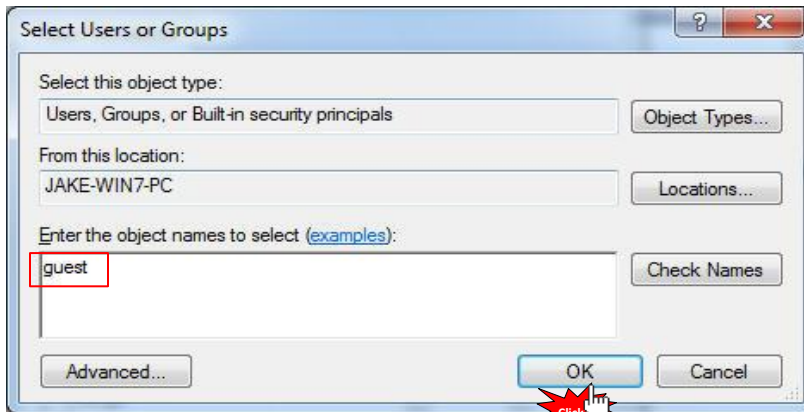 Select Users or Groups
Select this object type:
Users, Groups, or Built-in security principals
Object Types...
From this location:
JAKE-WIN7-PC
Locations...
Enter the object names to select (examples):
guest
Check Names
Advanced...
OK
Cancel